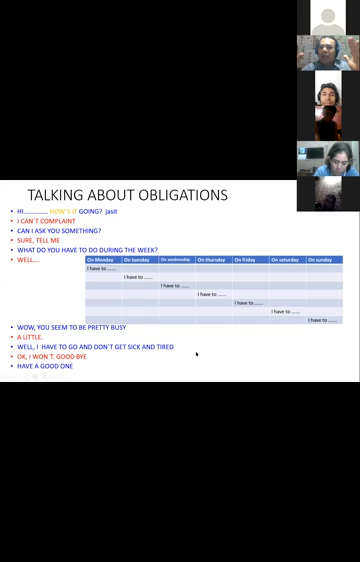 TALKING ABOUT OBLIGATIONS
• HI.............. HOW´S IT GOING? jasit
• I CAN´T COMPLAINT
• CAN I ASK YOU SOMETHING?
• SURE, TELL ME
• WHAT DO YOU HAVE TO DO DURING THE WEEK?
• WELL....
On Monday On tuesday On wednesday On thursday On friday On saturday On sunday
I have to ......
I have to ......
I have to ......
I have to ......
I have to ......
I have to ......
I have to ......
• WOW, YOU SEEM TO BE PRETTY BUSY
• A LITTLE.
• WELL, I HAVE TO GO AND DON´T GET SICK AND TIRED
• OK, I WON´T. GOOD BYE
• HAVE A GOOD ONE